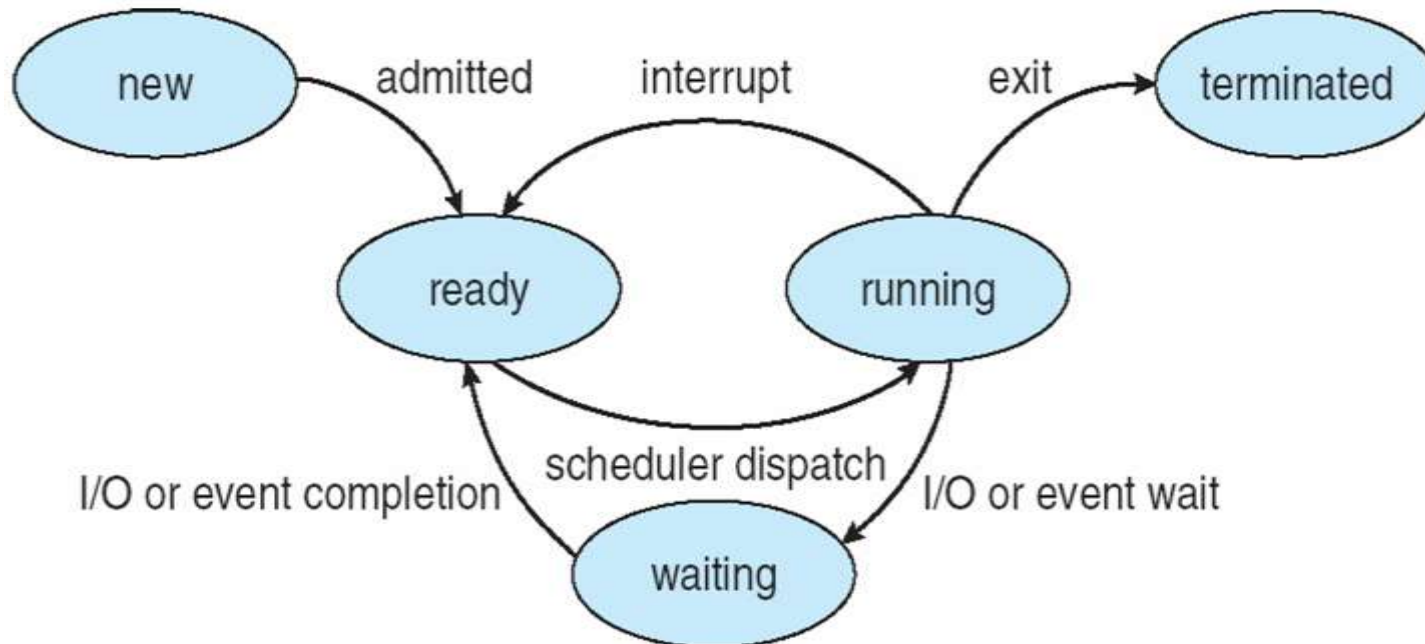 new
admitted
interrupt
exit
terminated
ready
running
scheduler dispatch
I/O or event completion
I/O or event wait
waiting